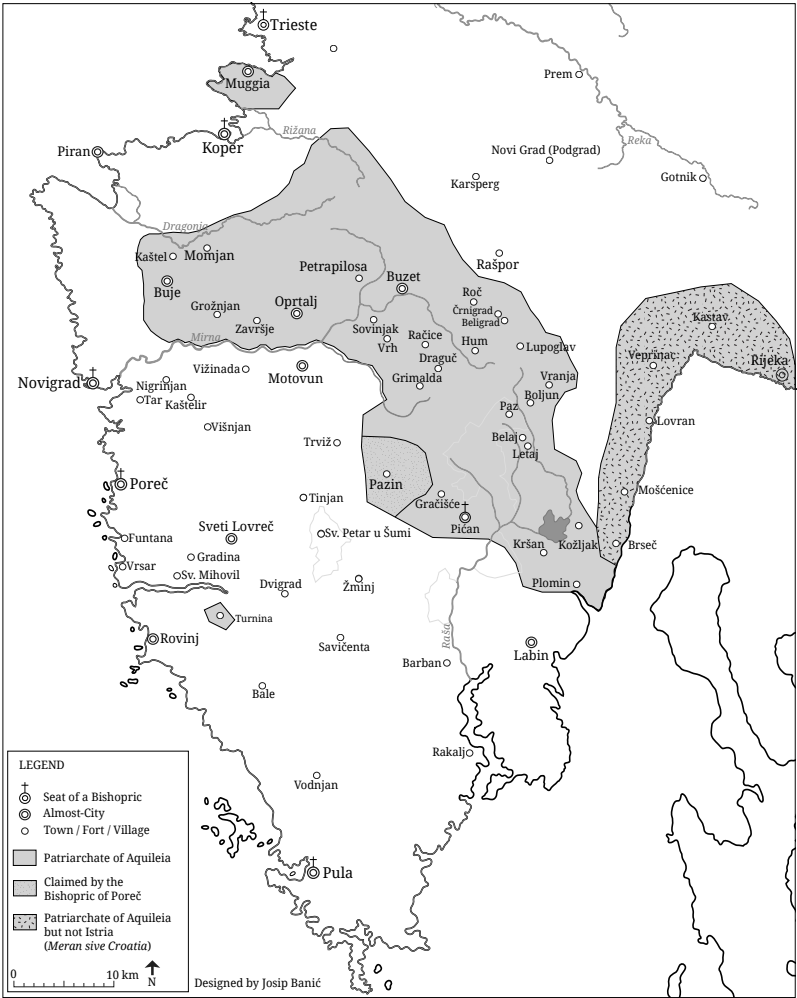 Trieste
Muggia
Prem
Rižana
Koper
Piran
Reka
Novi Grad (Podgrad)
Karsperg
Gotnik
Dragonja
Kaštel
Momjan
Petrapilosa
Buzet
Rašpor
Buje
Roč
Oprtalj
Grožnjan
Črnigrad
Beligrad
Kastav
Završje
Sovinjak
Račice
Hum
Lupoglav
Mirna
Vrh
Draguč
Veprinac
Rijeka
Vižinada
Motovun
Grimalda
Vranja
Novigrad
Nigrinjan
Boljun
Tar
Kaštelir
Paz
Višnjan
Lovran
Trviž
Belaj
Letaj
Poreč
Pazin
Mošćenice
Tinjan
Gračišće
Sveti Lovreč
Sv. Petar u Šumi
Pićan
Funtana
Kršan
Kožljak
Brseč
Gradina
Vrsar
Sv. Mihovil
Dvigrad
Žminj
Plomin
Turnina
Raša
Rovinj
Savičenta
Labin
Barban
Bale
Rakalj
Vodnjan
Pula
LEGEND
Seat of a Bishopric
Almost-City
Town / Fort / Village
Patriarchate of Aquileia
Claimed by the
Bishopric of Poreč
Patriarchate of Aquileia
but not Istria
(Meran sive Croatia)
0 10 km N
Designed by Josip Banić